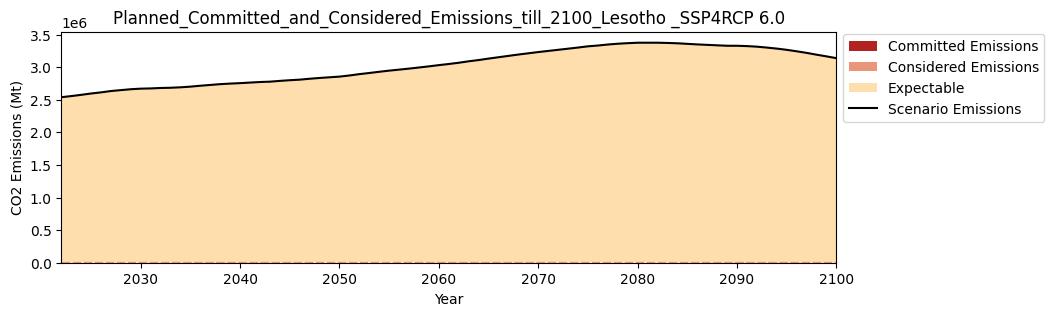 Planned_Committed_and_Considered_Emissions_till_2100_Lesotho _SSP4RCP 6.0
1e6
3.5
3.0
2.5
2.0
1.5
1.0
0.5
0.0
CO2 Emissions (Mt)
2030 2040 2050 2060 2070 2080 2090 2100
Year
Committed Emissions
Considered Emissions
Expectable
Scenario Emissions